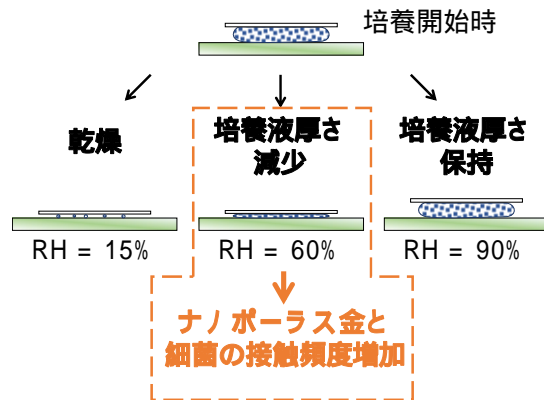 培養開始時
乾燥
培養液厚さ
減少
培養液厚さ
保持
RH = 15%
RH = 60%
RH = 90%
ナノポーラス金と
細菌の接触頻度増加